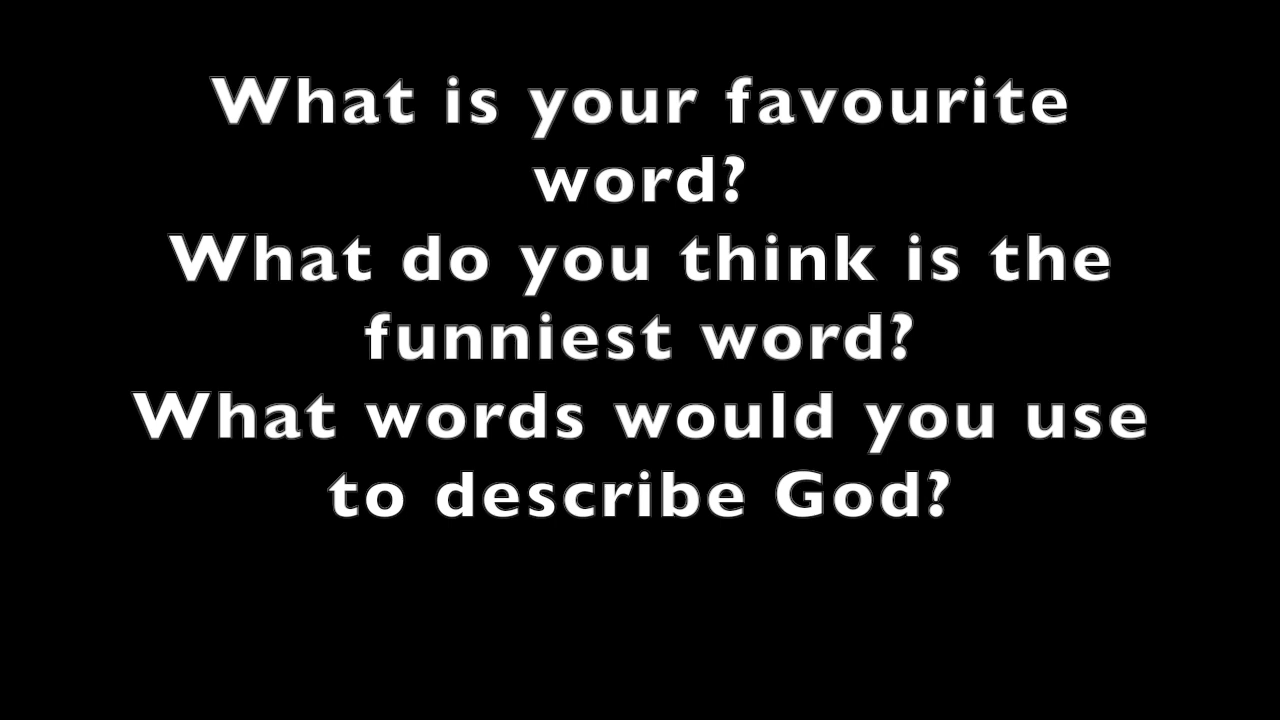 What is your favourite
word?
What do you think is the
funniest word?
What words would you use
to describe God?